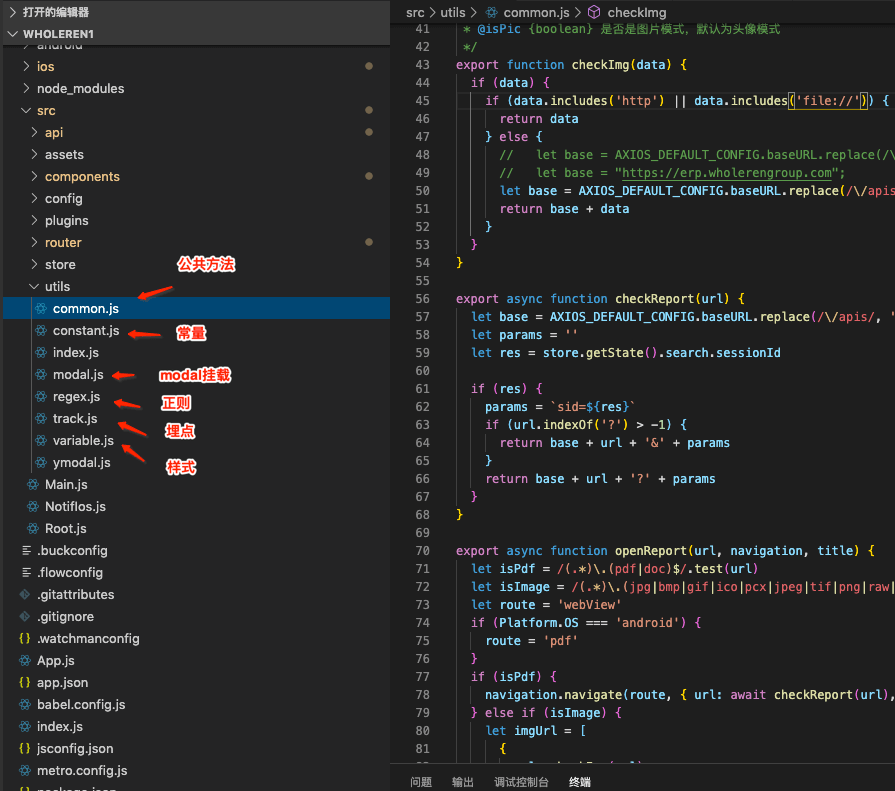 打开的编辑器
WHOLEREN1
android
ios
node_modules
src
api
assets
components
config
plugins
router
store
公共方法
utils
common.js
constant.js
常量
index.js
modal.js
modal挂载
regex.js
正则
track.js
埋点
variable.js
样式
ymodal.js
Main.js
NotifIos.js
Root.js
.buckconfig
.flowconfig
.gitattributes
.gitignore
.watchmanconfig
App.js
app.json
babel.config.js
index.js
jsconfig.json
metro.config.js
package.json
src > utils > common.js > checkImg
41 * @isPic {boolean} 是否是图片模式，默认为头像模式
42 */
43 export function checkImg(data) {
44 if (data) {
45 if (data.includes('http') || data.includes('file://')) {
46 return data
47 } else {
48 // let base = AXIOS_DEFAULT_CONFIG.baseURL.replace(/\
49 // let base = "https://erp.wholerengroup.com";
50 let base = AXIOS_DEFAULT_CONFIG.baseURL.replace(/\/apis
51 return base + data
52 }
53 }
54 }
55
56 export async function checkReport(url) {
57 let base = AXIOS_DEFAULT_CONFIG.baseURL.replace(/\/apis/, '
58 let params = ''
59 let res = store.getState().search.sessionId
60
61 if (res) {
62 params = `sid=${res}`
63 if (url.indexOf('?') > -1) {
64 return base + url + '&' + params
65 }
66 return base + url + '?' + params
67 }
68 }
69
70 export async function openReport(url, navigation, title) {
71 let isPdf = /(.*)\.(pdf|doc)$/.test(url)
72 let isImage = /(.*)\.(jpg|bmp|gif|ico|pcx|jpeg|tif|png|raw|
73 let route = 'webView'
74 if (Platform.OS === 'android') {
75 route = 'pdf'
76 }
77 if (isPdf) {
78 navigation.navigate(route, { url: await checkReport(url),
79 } else if (isImage) {
80 let imgUrl = [
81 {
问题 输出 调试控制台 终端